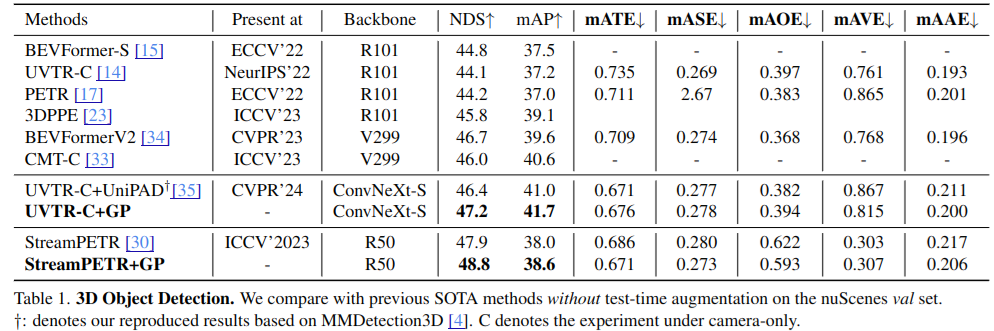 Methods Present at Backbone NDS↑ mAP↑ mATE↓ mASE↓ mAOE↓ mAVE↓ mAAE↓
BEVFormer-S [15] ECCV'22 R101 44.8 37.5 - - - - -
UVTR-C [14] NeurIPS'22 R101 44.1 37.2 0.735 0.269 0.397 0.761 0.193
PETR [17] ECCV'22 R101 44.2 37.0 0.711 2.67 0.383 0.865 0.201
3DPPE [23] ICCV'23 R101 45.8 39.1
BEVFormerV2 [34] CVPR'23 V299 46.7 39.6 0.709 0.274 0.368 0.768 0.196
CMT-C [33] ICCV'23 V299 46.0 40.6 - - - - -
UVTR-C+UniPAD†[35] CVPR'24 ConvNeXt-S 46.4 41.0 0.671 0.277 0.382 0.867 0.211
UVTR-C+GP - ConvNeXt-S 47.2 41.7 0.676 0.278 0.394 0.815 0.200
StreamPETR [30] ICCV'2023 R50 47.9 38.0 0.686 0.280 0.622 0.303 0.217
StreamPETR+GP - R50 48.8 38.6 0.671 0.273 0.593 0.307 0.206
Table 1. 3D Object Detection. We compare with previous SOTA methods without test-time augmentation on the nuScenes val set.
†: denotes our reproduced results based on MMDetection3D [4]. C denotes the experiment under camera-only.